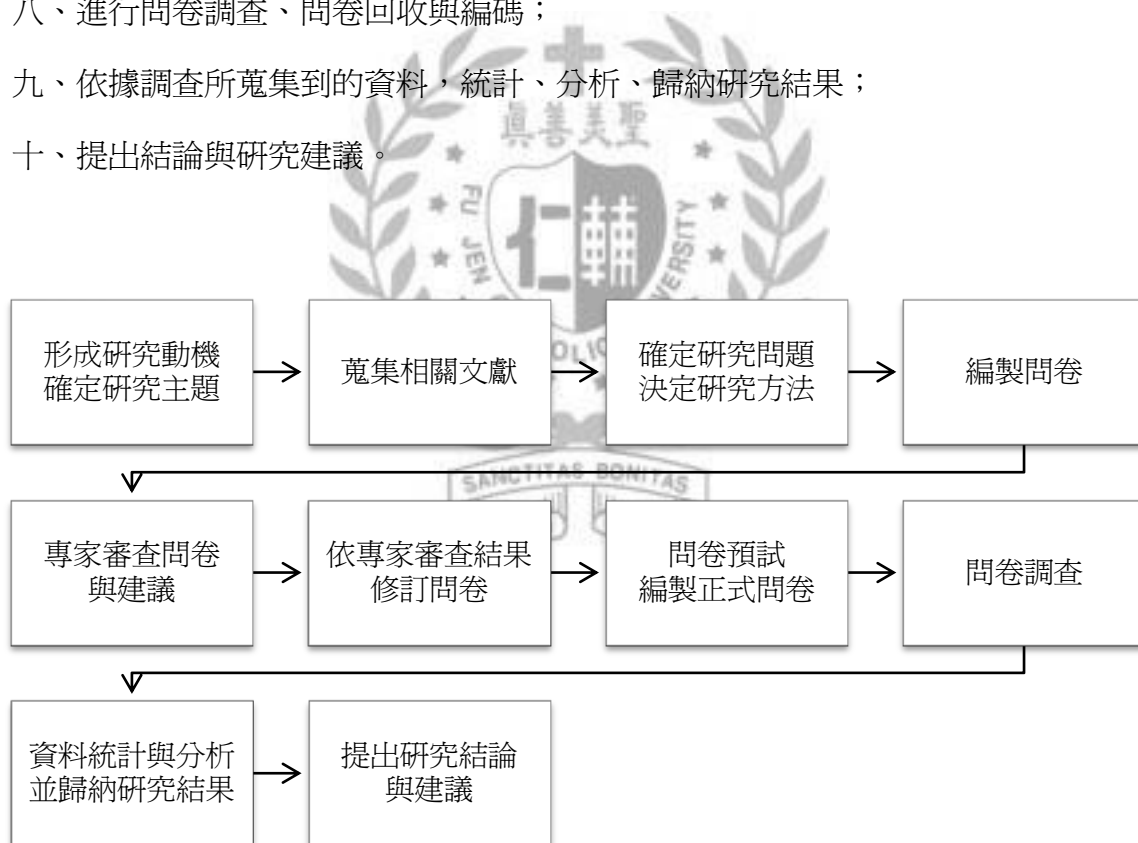 八、進行問卷調查、問卷回收與編碼；
九、依據調查所蒐集到的資料，統計、分析、歸納研究結果；
十、提出結論與研究建議。
真善美聖
FU JEN
仁輔
形成研究動機
確定研究主題
蒐集相關文獻
確定研究問題
決定研究方法
編製問卷
SANCTITAS BONITAS
專家審查問卷
與建議
依專家審查結果
修訂問卷
問卷預試
編製正式問卷
問卷調查
資料統計與分析
並歸納研究結果
提出研究結論
與建議